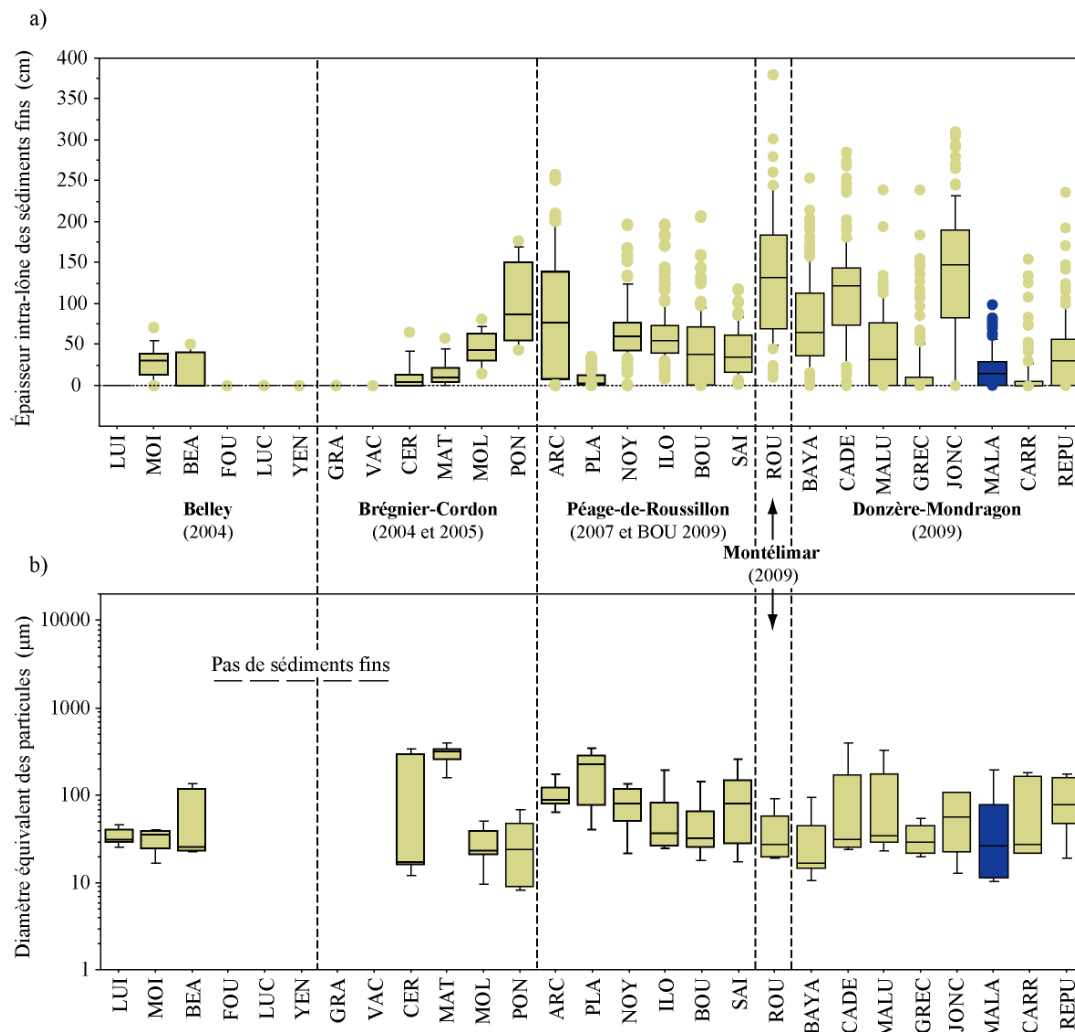 a)
Épaisseur intra-lône des sédiments fins (cm)
400
350
300
250
200
150
100
50
0
LUI MOI BEA FOU LUC YEN GRA VAC CER MAT MOL PON ARC PLA NOY ILO BOU SAI ROU BAYA CADE MALU GREC JONC MALA CARR REPU
Belley Brégnier-Cordon Péage-de-Roussillon Donzère-Mondragon
(2004) (2004 et 2005) (2007 et BOU 2009) (2009)
Montélimar
(2009)
b)
Diamètre équivalent des particules (µm)
10000
1000
100
10
1
Pas de sédiments fins
LUI MOI BEA FOU LUC YEN GRA VAC CER MAT MOL PON ARC PLA NOY ILO BOU SAI ROU BAYA CADE MALU GREC JONC MALA CARR REPU